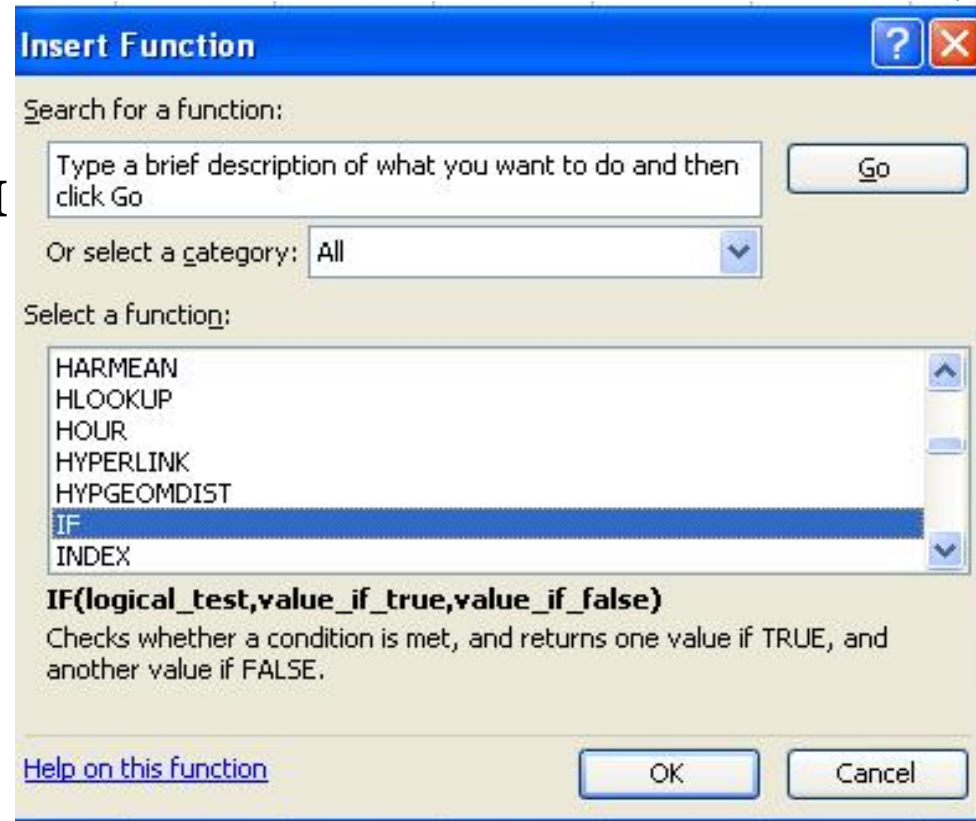 Insert Function
Search for a function:
Type a brief description of what you want to do and then
click Go
Go
Or select a category: All
Select a function:
HARMEAN
HLOOKUP
HOUR
HYPERLINK
HYPGEOMDIST
IF
INDEX
IF(logical_test,value_if_true,value_if_false)
Checks whether a condition is met, and returns one value if TRUE, and
another value if FALSE.
Help on this function
OK
Cancel